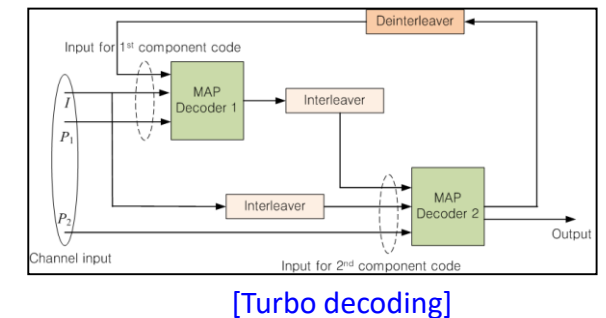 Deinterleaver
Input for 1st component code
MAP
Decoder 1
Interleaver
I
P1
MAP
Decoder 2
Interleaver
P2
Output
Channel input
Input for 2nd component code
[Turbo decoding]